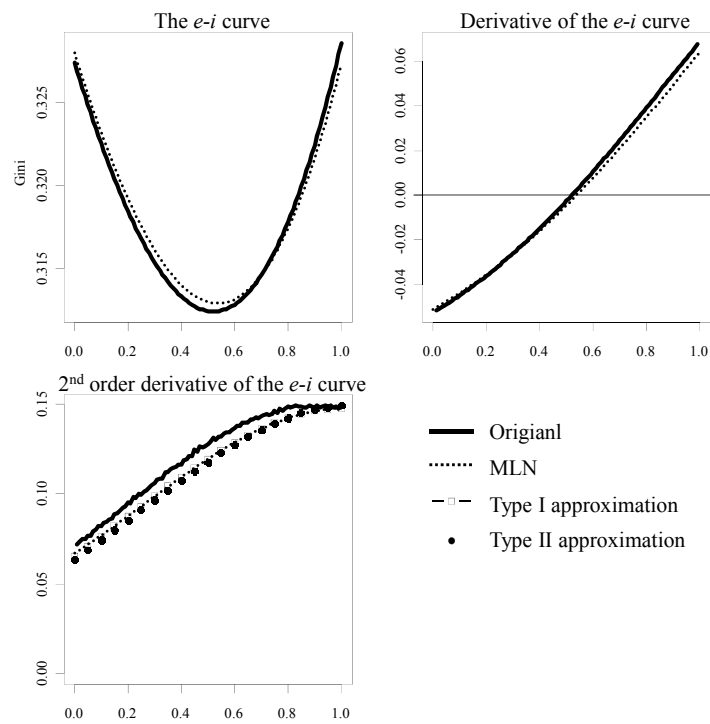 The e-i curve
Gini
0.325
0.320
0.315
0.0 0.2 0.4 0.6 0.8 1.0
Derivative of the e-i curve
0.06
0.04
0.02
0.00
-0.02
-0.04
0.0 0.2 0.4 0.6 0.8 1.0
2nd order derivative of the e-i curve
0.15
0.10
0.05
0.00
0.0 0.2 0.4 0.6 0.8 1.0
Origianl
MLN
Type I approximation
Type II approximation